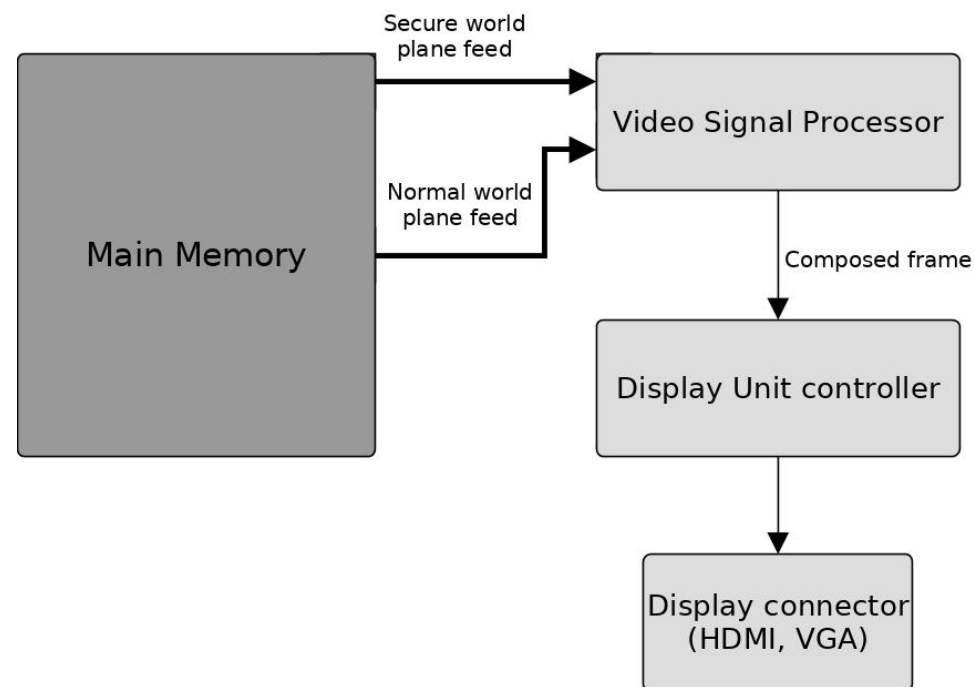 Secure world
plane feed
Video Signal Processor
Normal world
plane feed
Main Memory
Composed frame
Display Unit controller
Display connector
(HDMI, VGA)